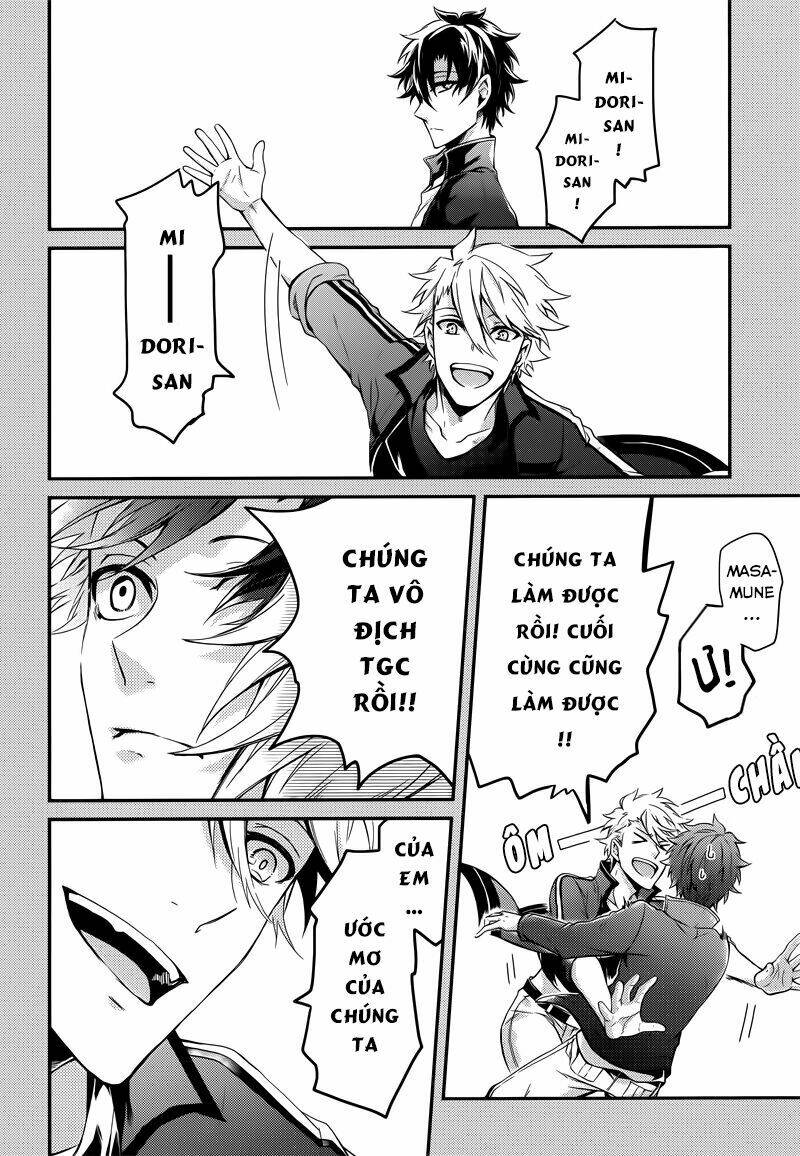 MI-
DORI-
SAN
!
MI-
DORI-
SAN
!
MI
—
DORI-
SAN
MASA-
MUNE
...
Ư!
CHÚNG TA
LÀM ĐƯỢC
RỒI! CUỐI
CÙNG CŨNG
LÀM ĐƯỢC
!!
ÔM — CHẦM —
CHÚNG
TA VÔ
ĐỊCH
TGC
RỒI!!
CỦA
EM
...
ƯỚC
MƠ
CỦA
CHÚNG
TA